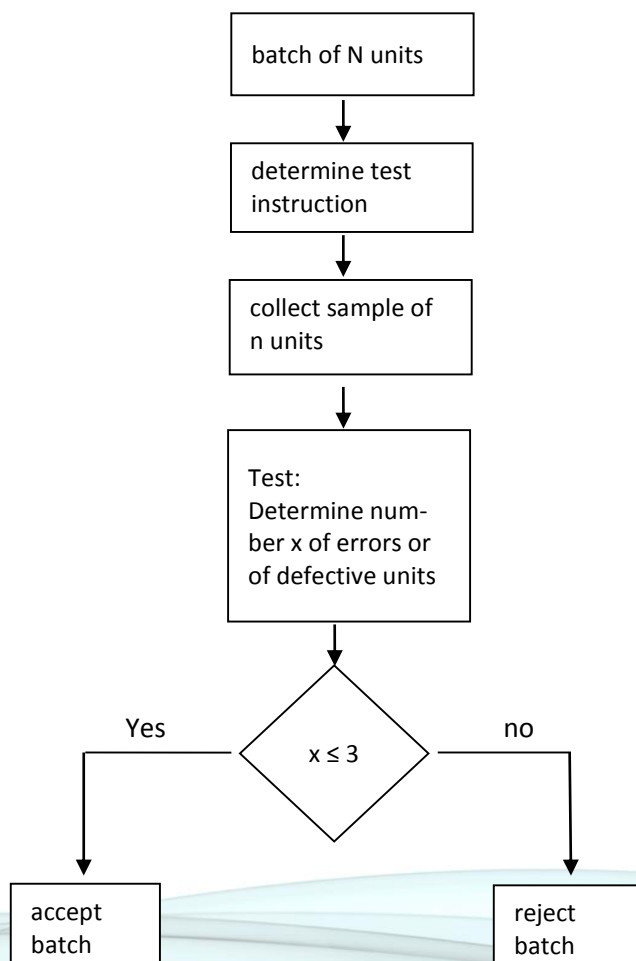 batch of N units
determine test
instruction
collect sample of
n units
Test:
Determine num-
ber x of errors or
of defective units
Yes
x ≤ 3
no
accept
batch
reject
batch